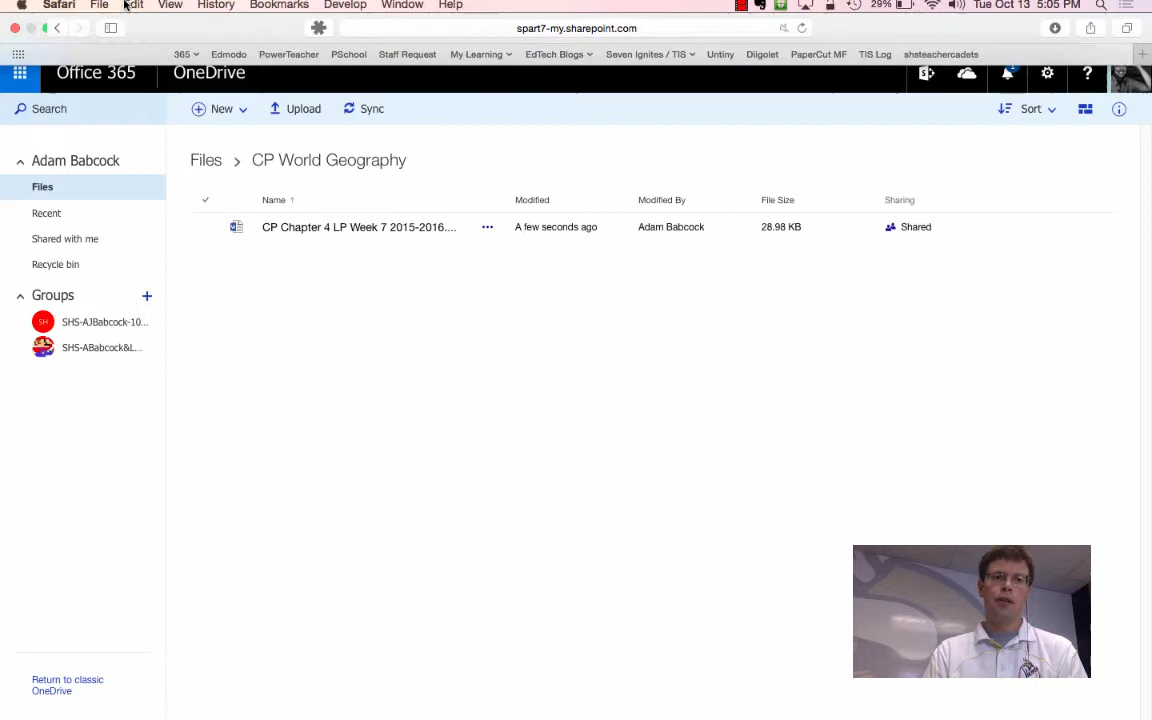 Safari File Edit View History Bookmarks Develop Window Help 29% Tue Oct 13 5:05 PM
spart7-my.sharepoint.com
365 Edmodo PowerTeacher PSchool Staff Request My Learning EdTech Blogs Seven Ignites / TIS Untiny Diigolet PaperCut MF TIS Log shsteachercadets
Office 365 OneDrive 1 ?
Search New Upload Sync Sort
Adam Babcock
Files
Recent
Shared with me
Recycle bin
Groups
SH SHS-AJBabcock-10...
SHS-ABabcock&L...
Return to classic
OneDrive
Files > CP World Geography
Name Modified Modified By File Size Sharing
CP Chapter 4 LP Week 7 2015-2016.... A few seconds ago Adam Babcock 28.98 KB Shared